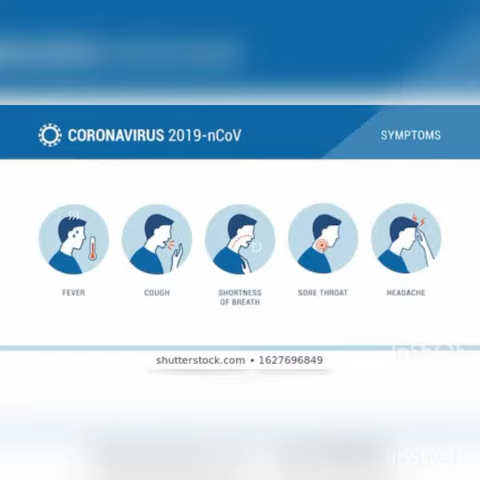 CORONAVIRUS 2019-nCoV
SYMPTOMS
FEVER
COUGH
SHORTNESS
OF BREATH
SORE THROAT
HEADACHE
shutterstock.com • 1627696849